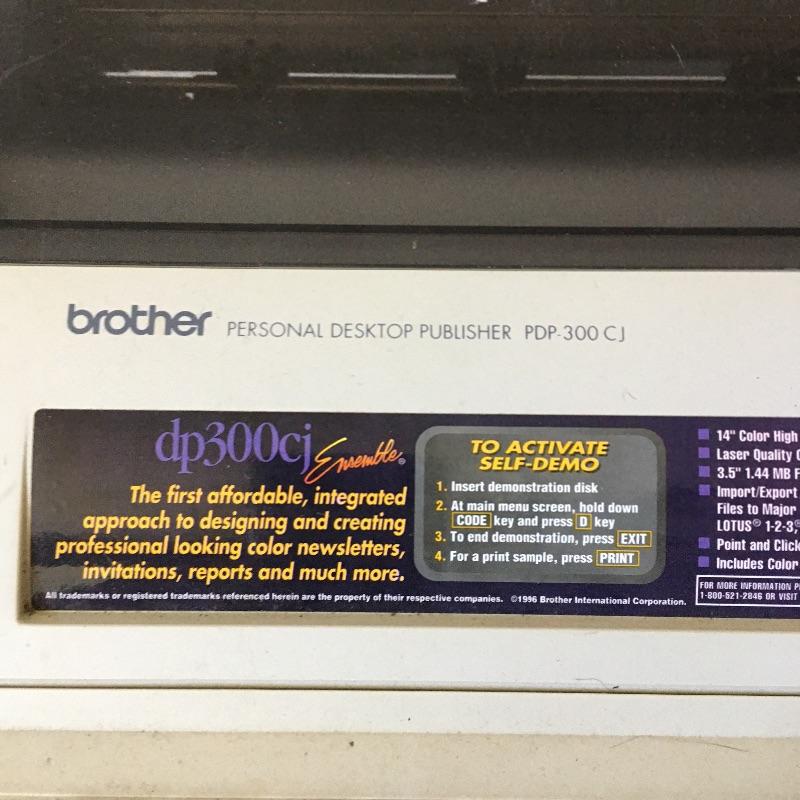 brother PERSONAL DESKTOP PUBLISHER PDP-300 CJ
dp300cj Ensemble®
The first affordable, integrated
approach to designing and creating
professional looking color newsletters,
invitations, reports and much more.
TO ACTIVATE
SELF-DEMO
1. Insert demonstration disk
2. At main menu screen, hold down
CODE key and press D key
3. To end demonstration, press EXIT
4. For a print sample, press PRINT
14" Color High
Laser Quality
3.5" 1.44 MB
Import/Export
Files to Major
LOTUS® 1-2-3,
Point and Click
Includes Color
FOR MORE INFORMATION
1-800-521-2846 OR VISIT
All trademarks or registered trademarks referenced herein are the property of their respective companies. ©1996 Brother International Corporation.